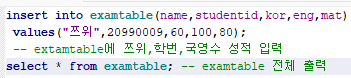 insert into examtable(name,studentid,kor,eng,mat)
values("쯔위",20990009,60,100,80);
-- extamtable에 쯔위,학번,국영수 성적 입력
select * from examtable; -- examtable 전체 출력